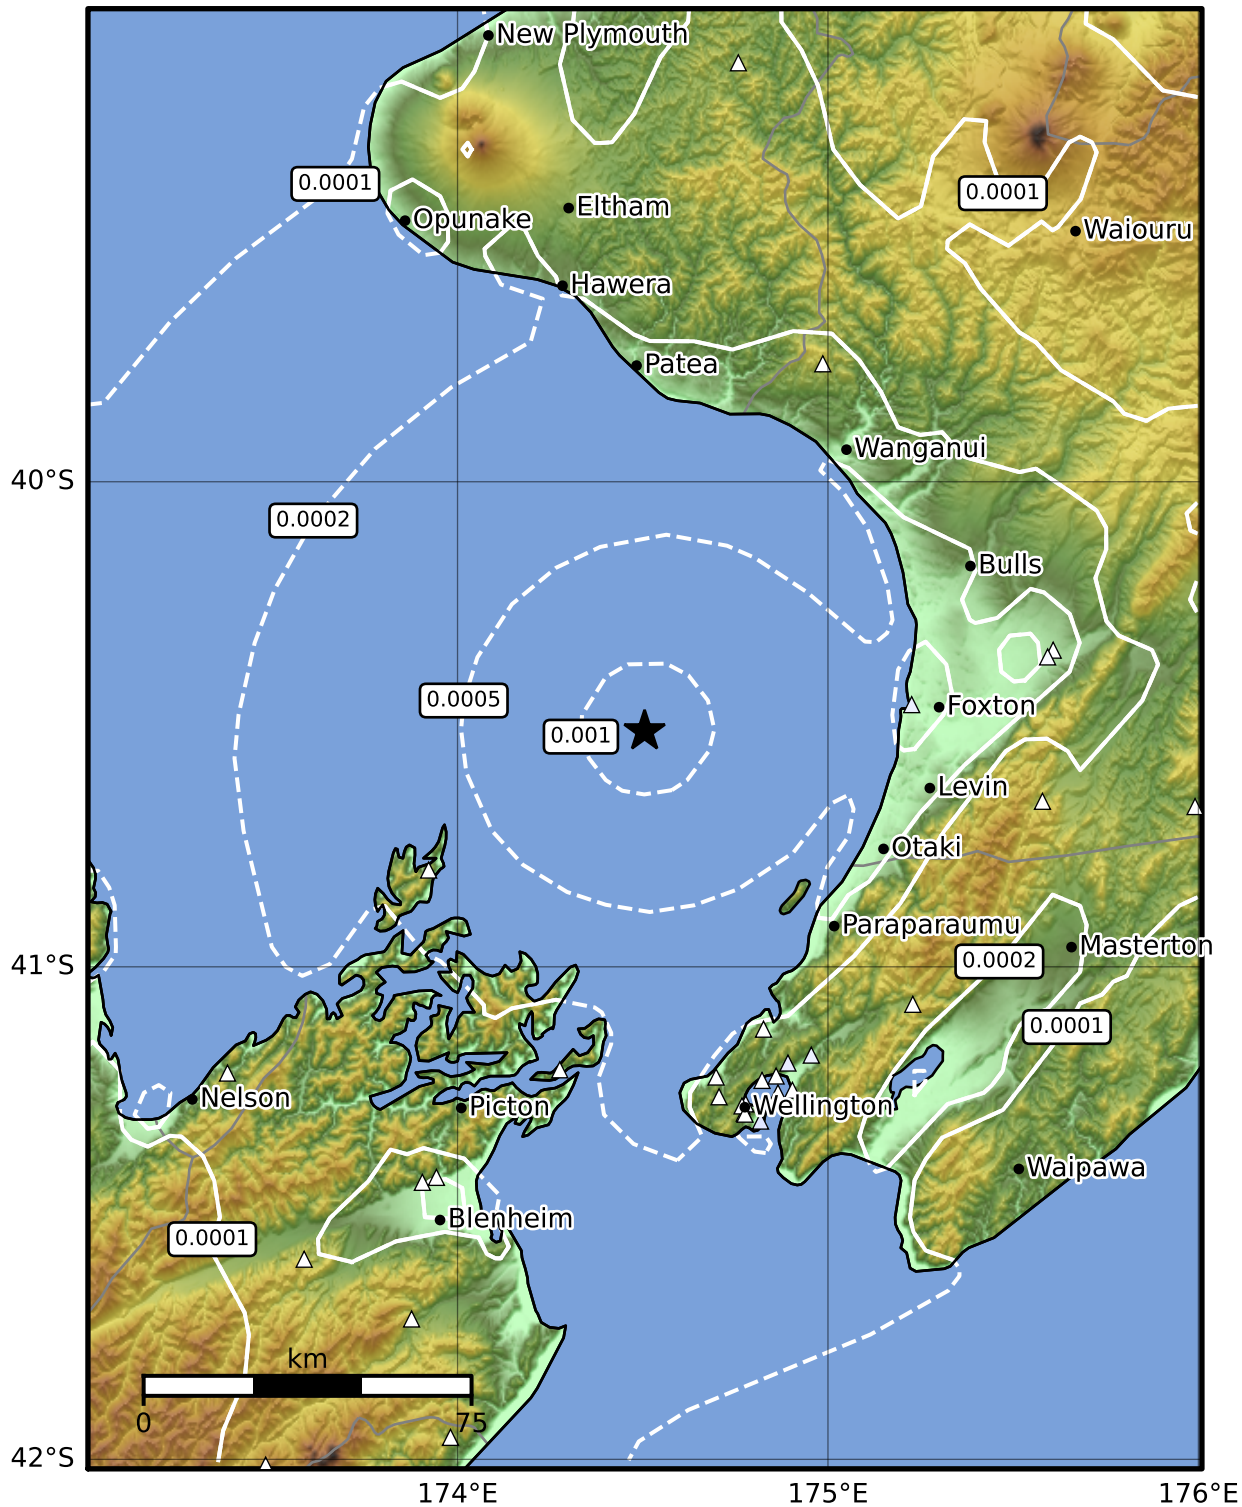 New Plymouth
0.0001
0.0001
Eltham
Opunake
Waiouru
Hawera
Patea
Wanganui
40°S
0.0002
Bulls
0.0005
Foxton
0.001
Levin
Otaki
Paraparaumu
Masterton
41°S
0.0002
0.0001
Nelson
Picton
Wellington
Waipawa
Blenheim
0.0001
km
0
75
42°S
174°E
175°E
176°E